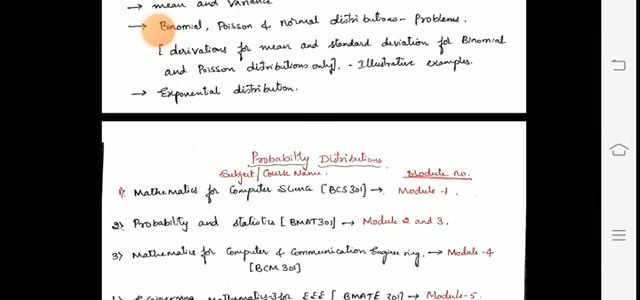 → mean and variance
→ Binomial, Poisson & normal distributions - Problems.
[derivations for mean and standard deviation for Binomial
and Poisson distributions only]. - Illustrative examples.
→ Exponential distribution.
Probability Distributions
Subject/Course Name. Module no.
1). Mathematics for Computer Science [BCS301] → Module -1.
2) Probability and statistics [BMAT301] → Module 2 and 3.
3) Mathematics for Computer & Communication Enginee ring. → Module-4
[BCM 301]
Mathematics-3 for EEE [BMATE 301] → Module-5.